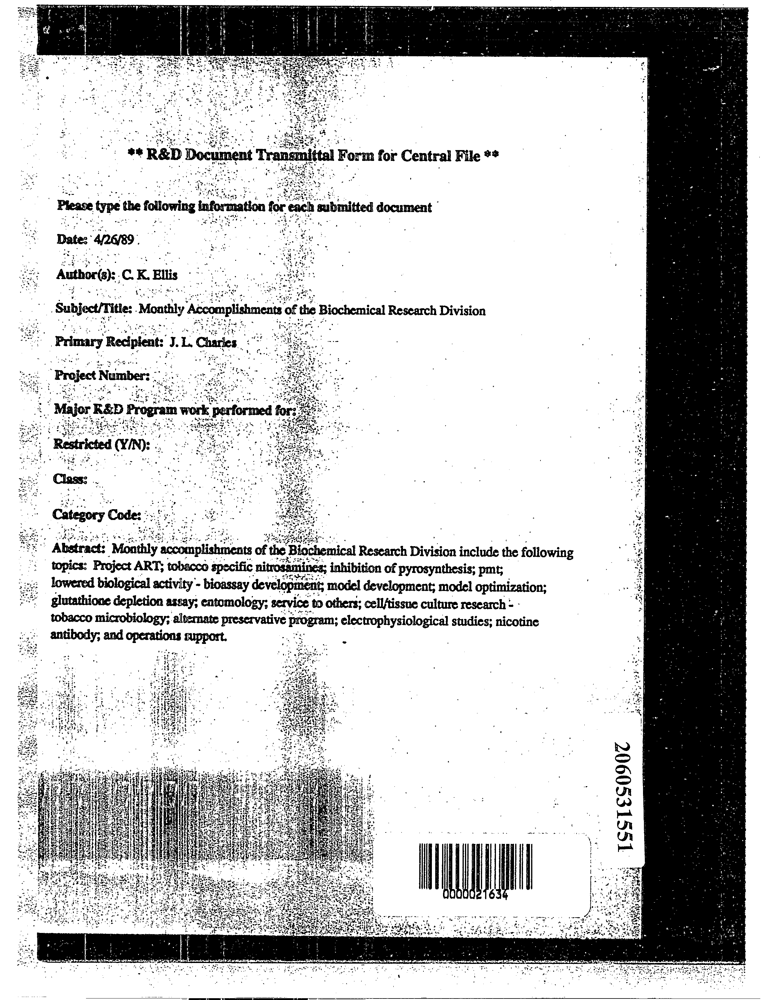 ** R&D Document Transmittal Form for Central File **
Please type the following information for each submitted document
Date: 4/26/89
Author(s): C. K. Ellis
Subject/Title: Monthly Accomplishments of the Biochemical Research Division
Primary Recipient: J. L. Charles
Project Number:
Major R&D Program work performed for:
Restricted (Y/N):
Class:
Category Code:
Abstract: Monthly accomplishments of the Biochemical Research Division include the following
topics: Project ART; tobacco specific nitrosamines; inhibition of pyrosynthesis; pmt;
lowered biological activity - bioassay development; model development; model optimization;
glutathione depletion assay; entomology; service to others; cell/tissue culture research -
tobacco microbiology; alternate preservative program; electrophysiological studies; nicotine
antibody; and operations support.
2060531551
0000021634